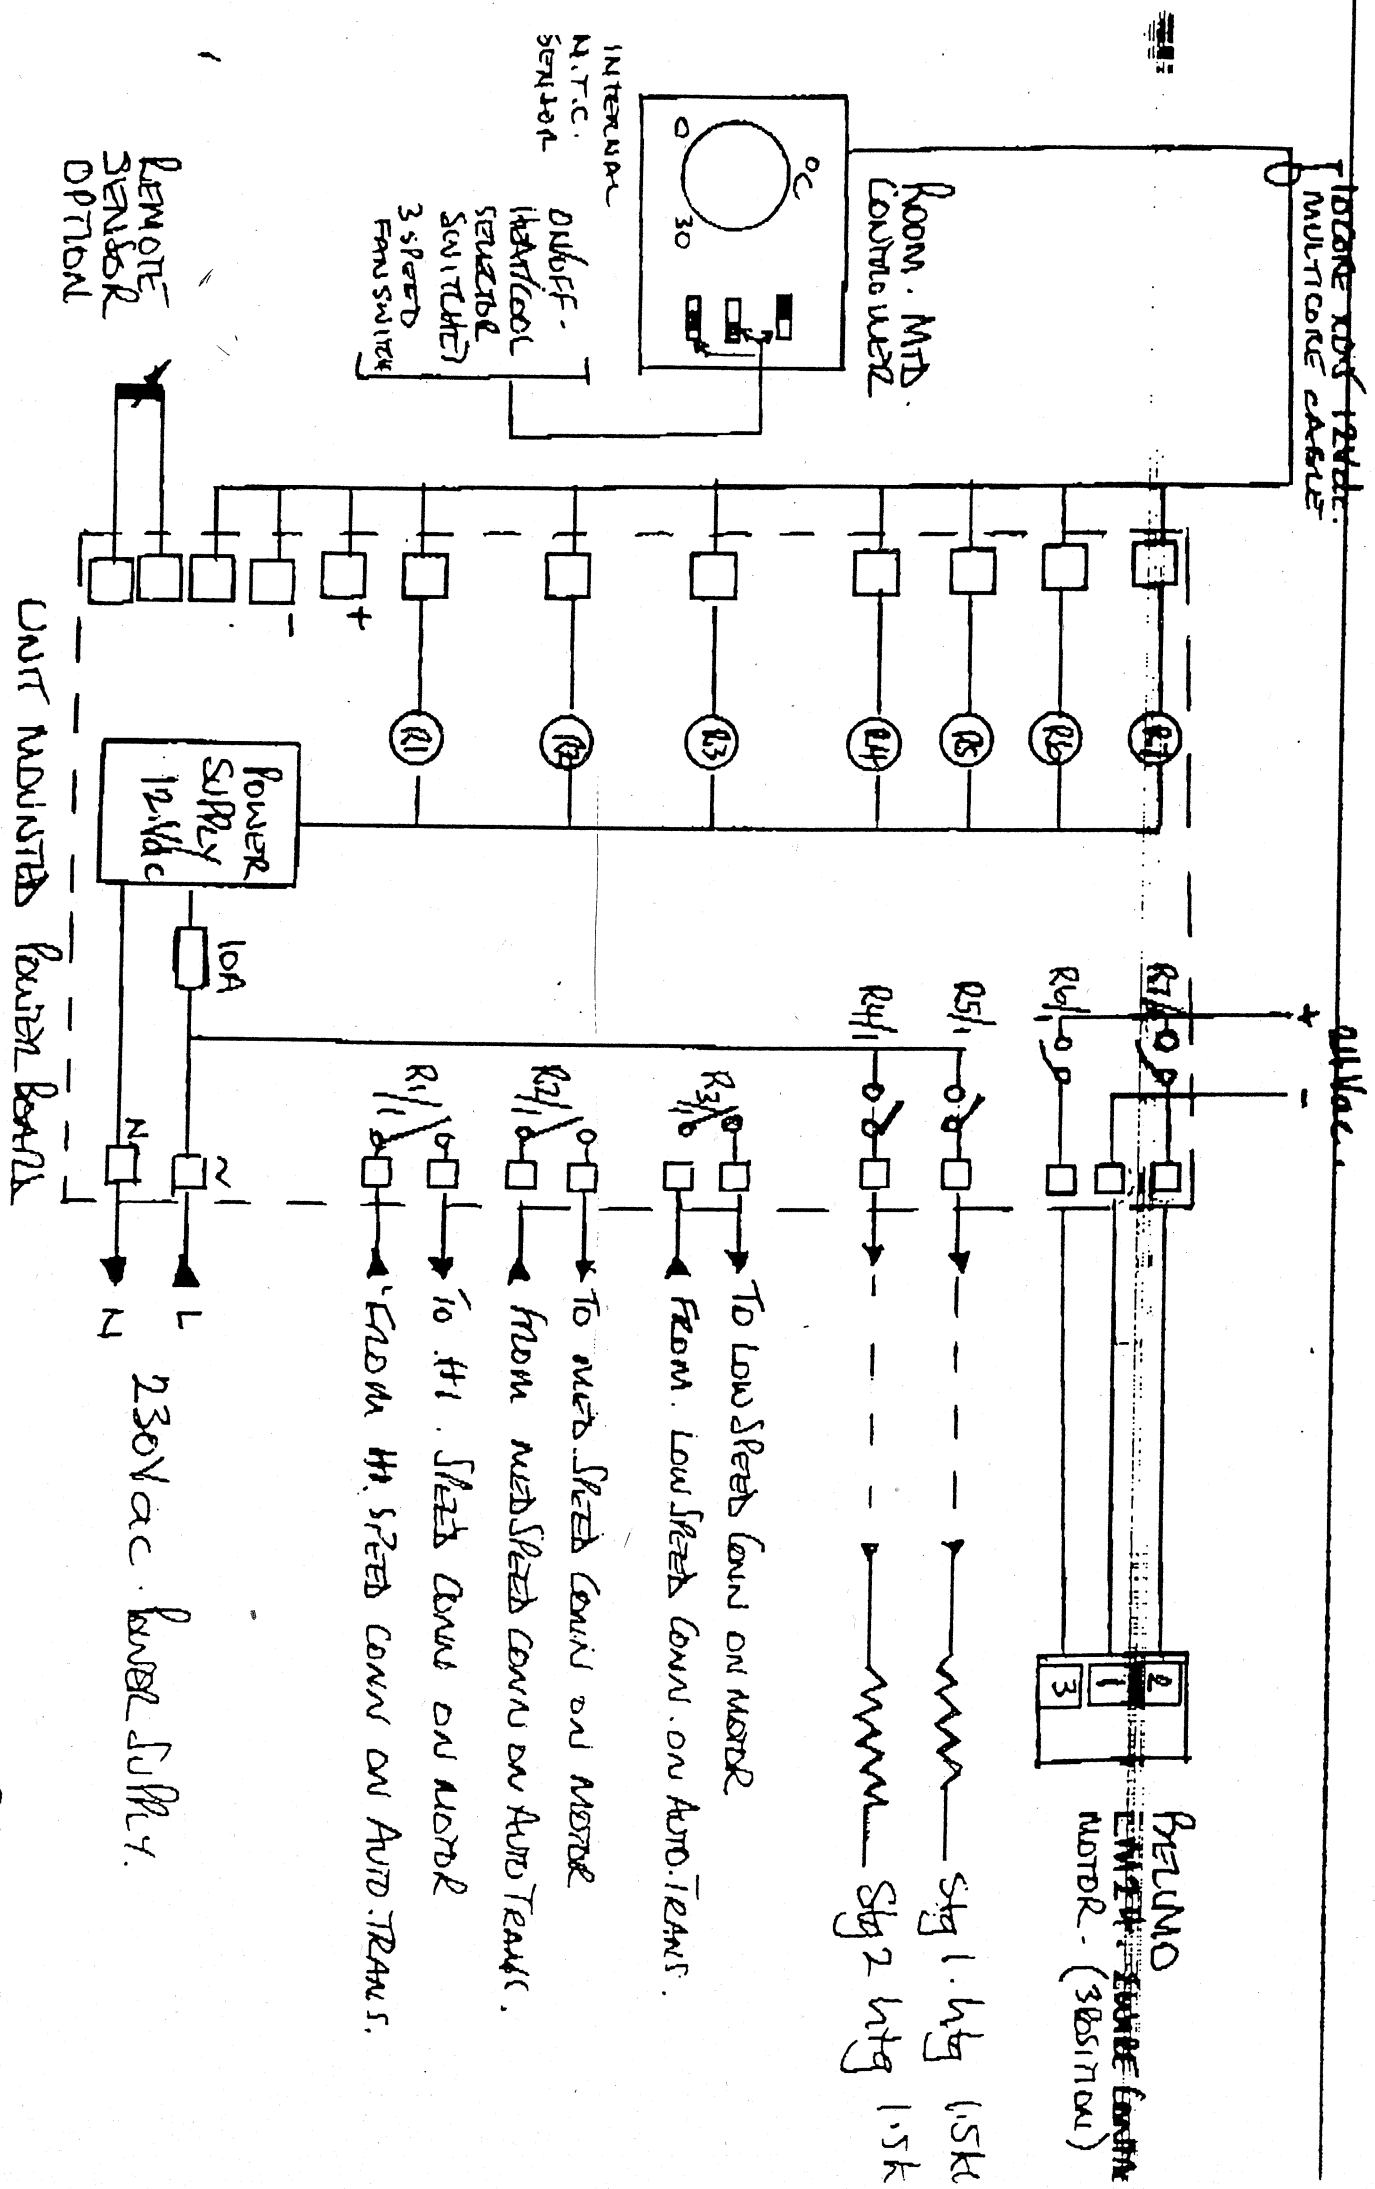 10CORE x
12Vdc.
MULTICORE CABLE
ROOM. MTD.
CONTROLLER
°C
0
30
INTERNAL
N.T.C.
SENSOR
ON/OFF -
HEAT/COOL
SELECTOR
SWITCHES
3 SPEED
FAN SWITCH
REMOTE
SENSOR
OPTION
-
+
R1
R2
R3
R4
R5
R6
R7
POWER
SUPPLY
12Vdc
10A
UNIT MOUNTED POWER BOARD
R7/1
R6/1
R5/1
R4/1
R3/1
R2/1
R1/1
24Vac
+
-
N
~
N
L
230Vac. POWER SUPPLY.
2
1
3
BELIMO
MOTOR. (3 POSITION)
Stg 1. htg 1.5k
Stg 2 htg 1.5k
TO LOW SPEED CONN ON MOTOR
FROM. LOW SPEED CONN. ON AUTO.TRANS.
TO MED.SPEED CONN ON MOTOR
FROM MED SPEED CONN ON AUTO TRANS.
TO HI. SPEED CONN ON MOTOR
FROM HI. SPEED CONN ON AUTO.TRANS.